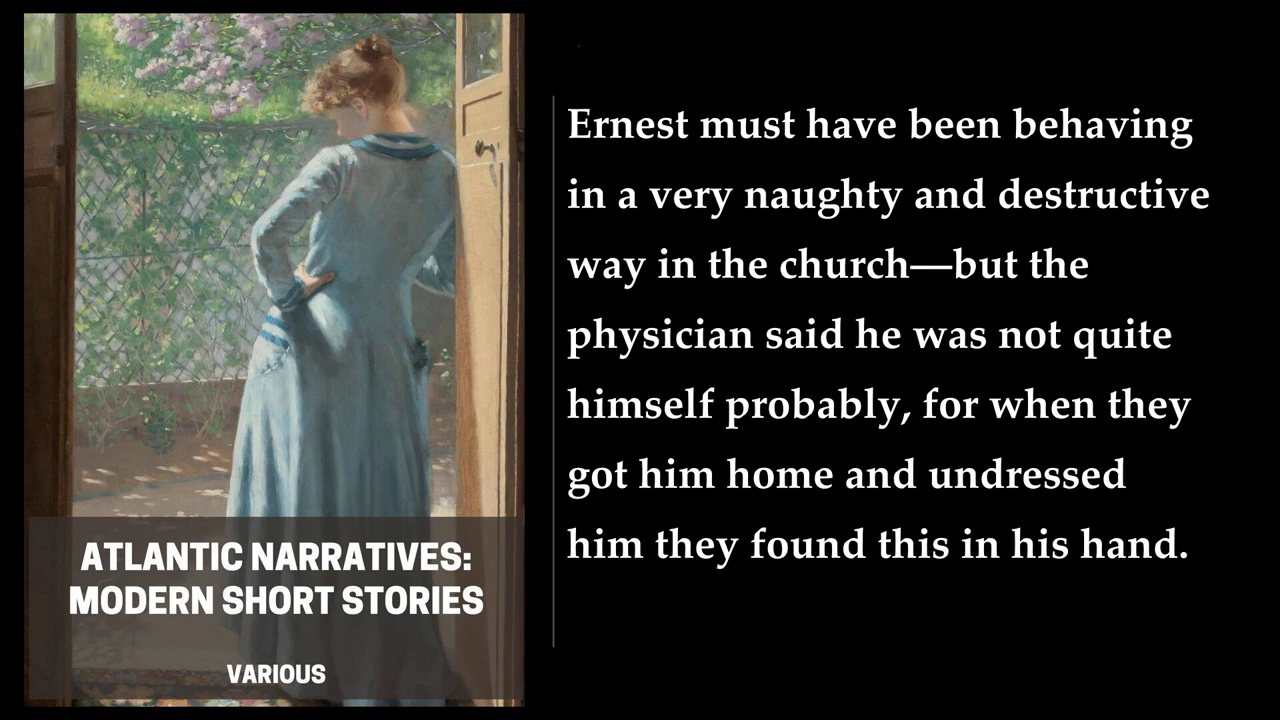 ATLANTIC NARRATIVES:
MODERN SHORT STORIES
VARIOUS
Ernest must have been behaving
in a very naughty and destructive
way in the church—but the
physician said he was not quite
himself probably, for when they
got him home and undressed
him they found this in his hand.